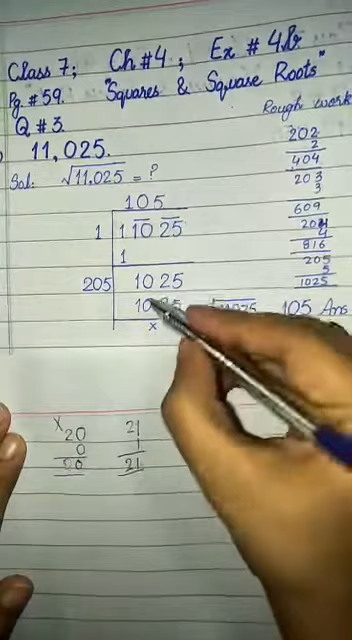 Class 7; Ch#4; Ex # 4b
Pg. # 59. "Squares & Square Roots"
Q # 3.
11,025.
Sol: √11,025 = ?
105
1 1 10 25
1
205 10 25
10 25
x
105 Ans
Rough work
202
2
404
203
3
609
204
4
816
205
5
1025
x
20
0
00
21
1
21